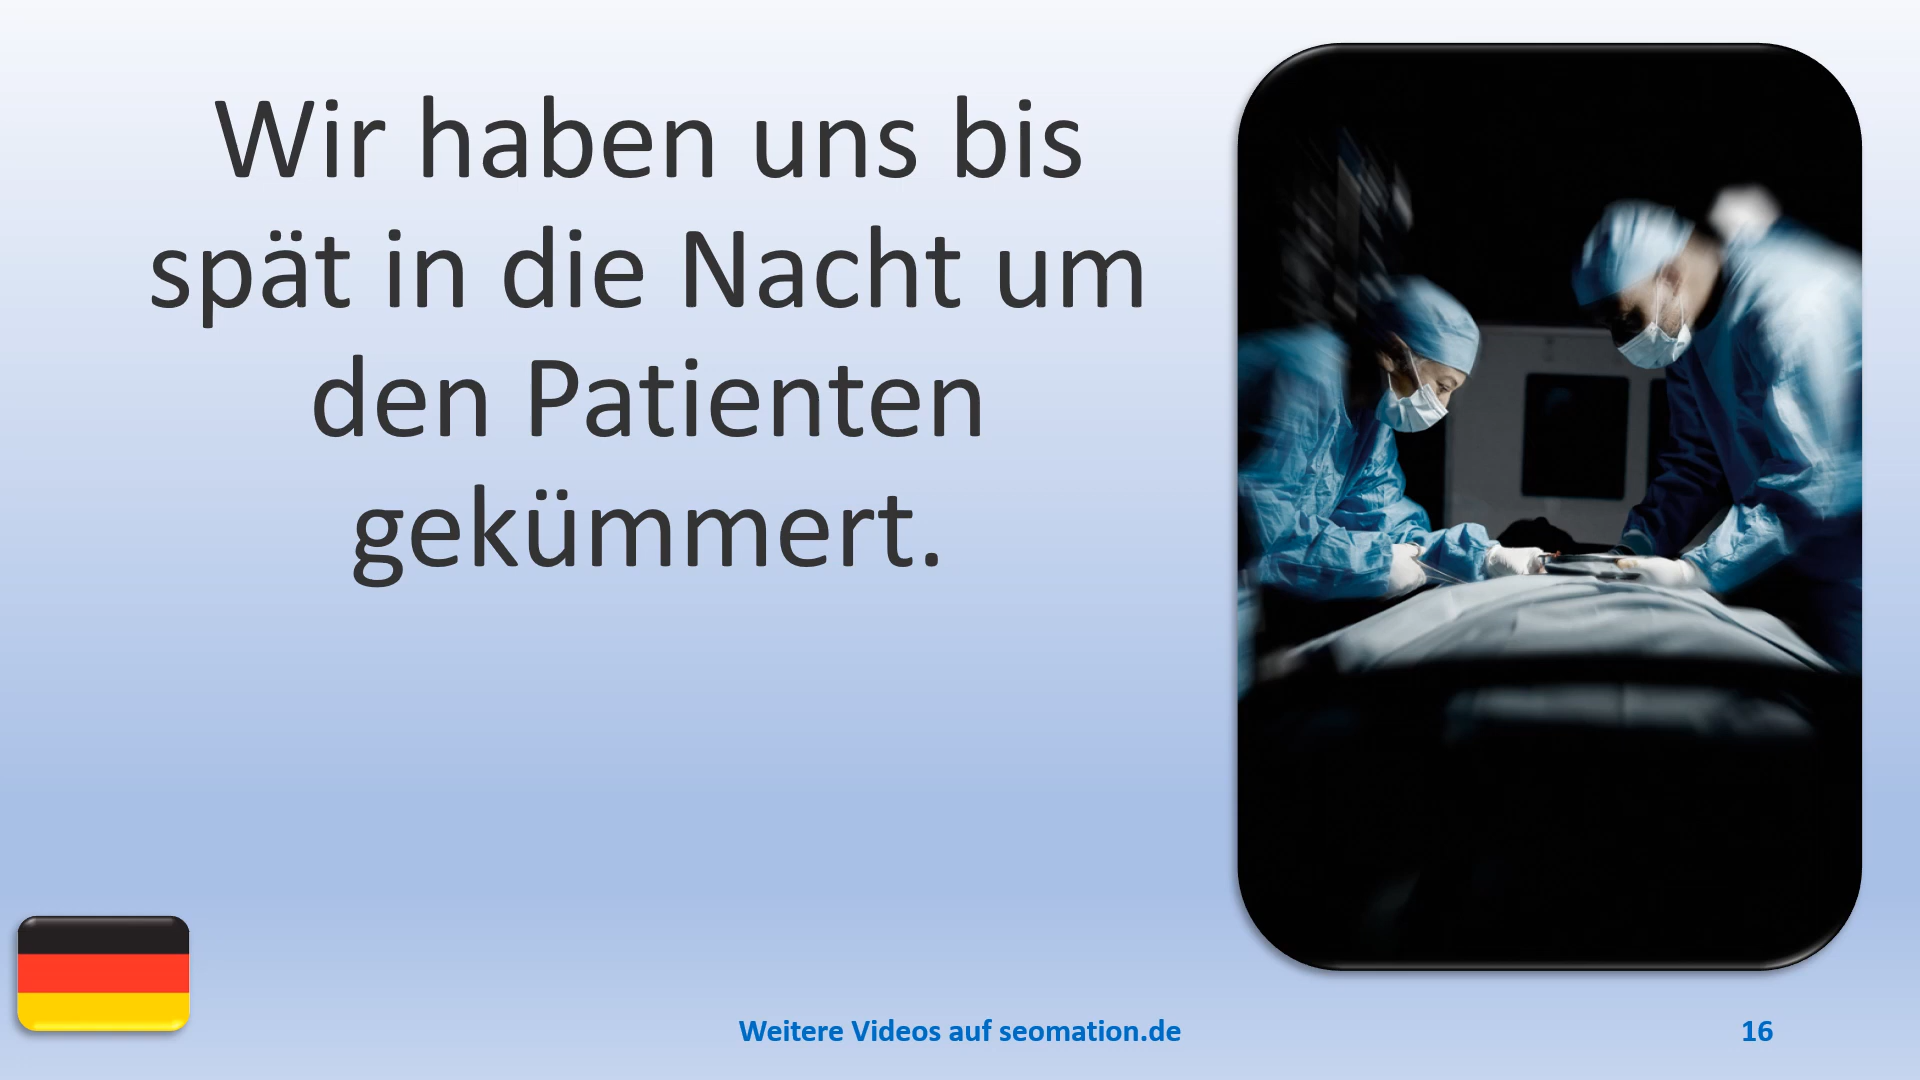 Wir haben uns bis
spät in die Nacht um
den Patienten
gekümmert.
Weitere Videos auf seomation.de
16